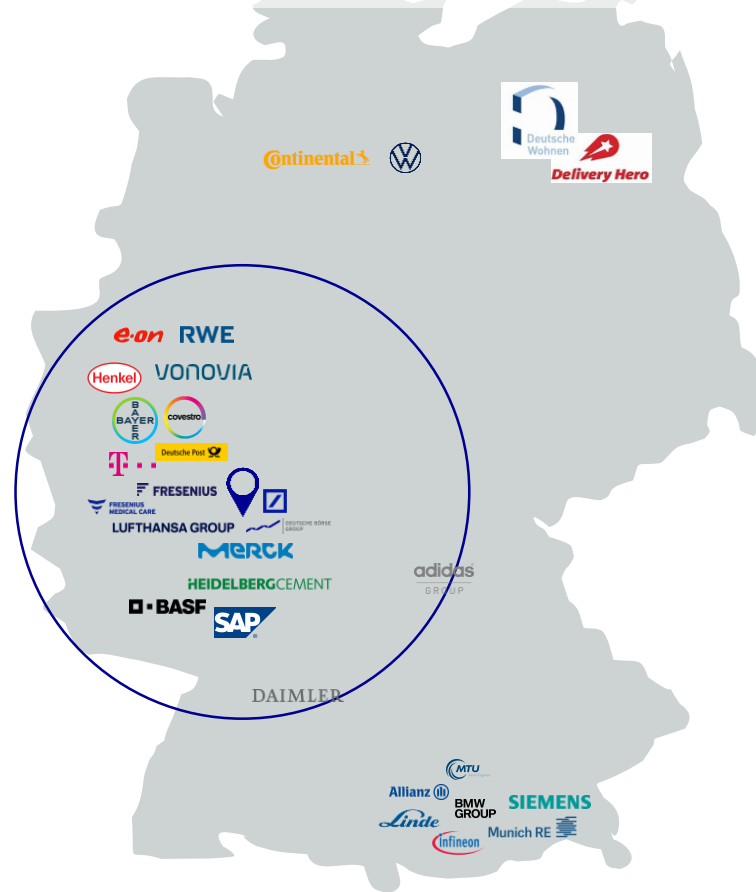 Deutsche
Wohnen
Continental
Delivery Hero
e·on
RWE
Henkel
VONOVIA
BAYER
BAYER
covestro
Deutsche Post
T
FRESENIUS
FRESENIUS
MEDICAL CARE
LUFTHANSA GROUP
DEUTSCHE BÖRSE
GROUP
MERCK
adidas
GROUP
HEIDELBERGCEMENT
BASF
SAP
DAIMLER
MTU
Allianz
BMW
GROUP
SIEMENS
Linde
Munich RE
infineon